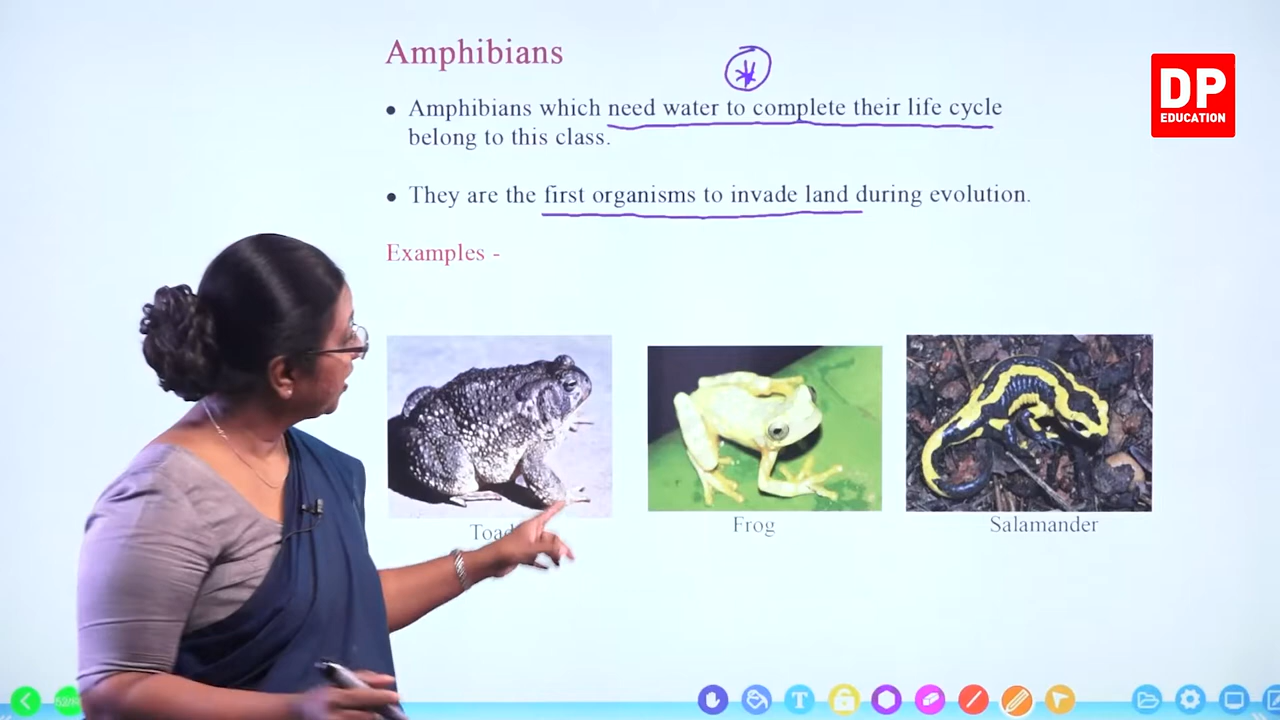 Amphibians
DP
EDUCATION
• Amphibians which need water to complete their life cycle
belong to this class.
• They are the first organisms to invade land during evolution.
Examples -
Frog
Salamander